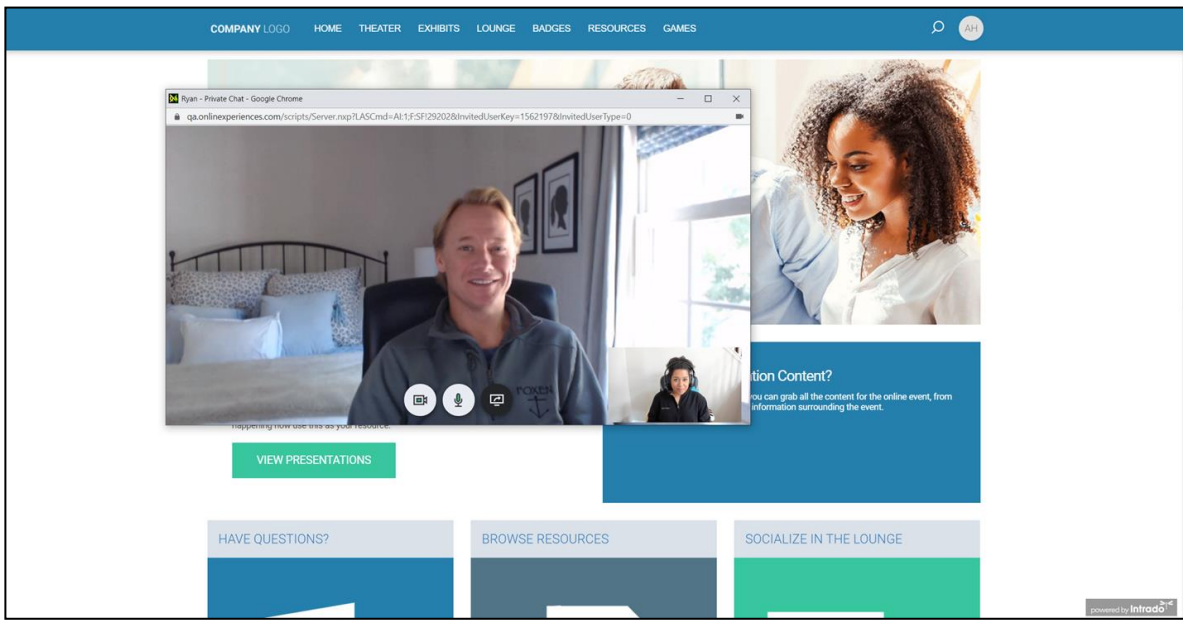 COMPANY LOGO HOME THEATER EXHIBITS LOUNGE BADGES RESOURCES GAMES AH
Ryan - Private Chat - Google Chrome
qa.onlinexperiences.com/scripts/Server.nxp?LASCmd=AI:1;F:SF!29202&InvitedUserKey=1562197&InvitedUserType=0
FOXEN
tion Content?
you can grab all the content for the online event, from
information surrounding the event.
happening now use this as your resource.
VIEW PRESENTATIONS
HAVE QUESTIONS? BROWSE RESOURCES SOCIALIZE IN THE LOUNGE
powered by Intrado